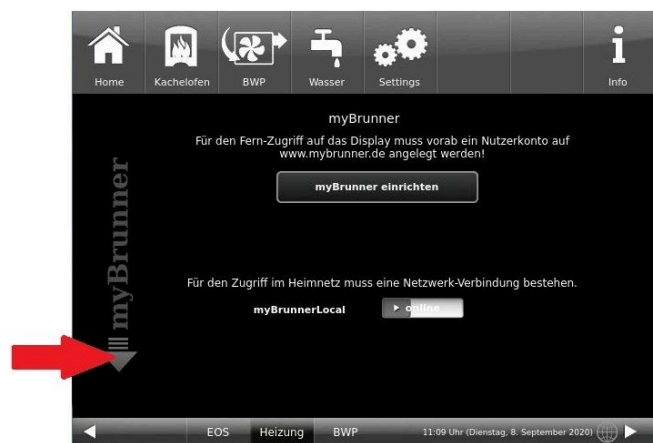 Home
Kachelofen
BWP
Wasser
Settings
Info
myBrunner
Für den Fern-Zugriff auf das Display muss vorab ein Nutzerkonto auf
www.mybrunner.de angelegt werden!
myBrunner einrichten
myBrunner
Für den Zugriff im Heimnetz muss eine Netzwerk-Verbindung bestehen.
myBrunnerLocal
online
EOS
Heizung
BWP
11:09 Uhr (Dienstag, 8. September 2020)